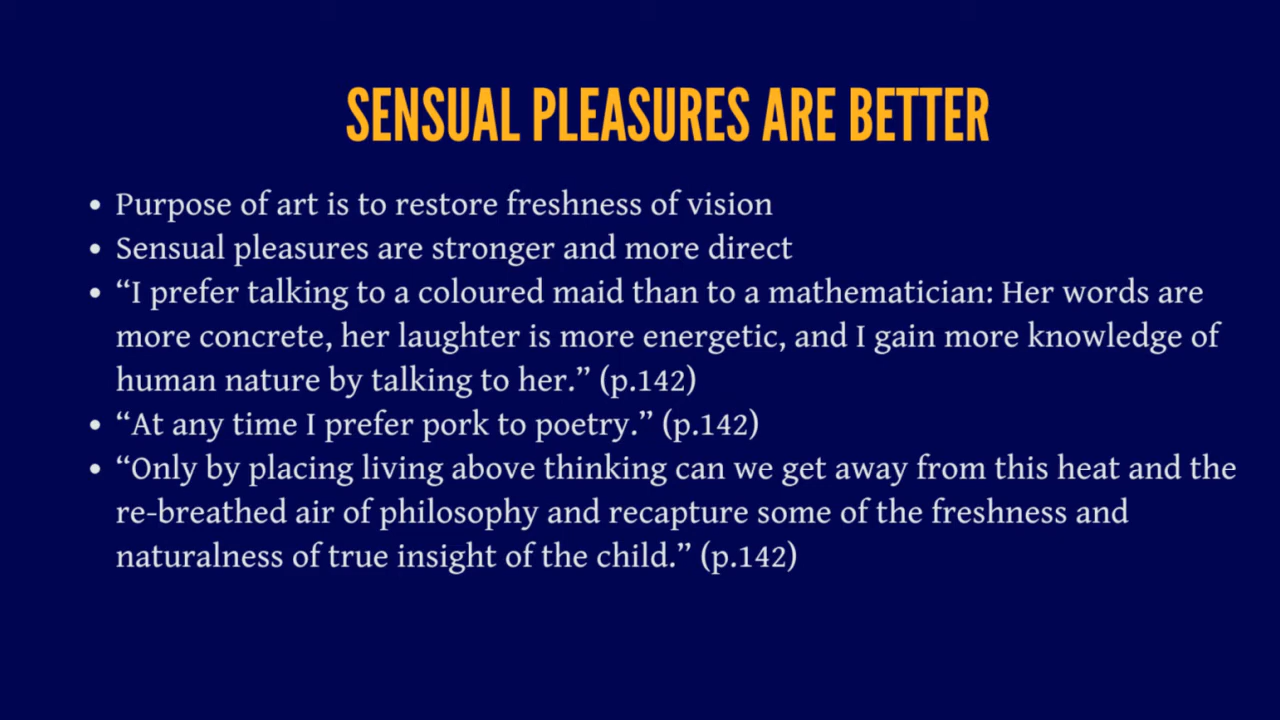 SENSUAL PLEASURES ARE BETTER
• Purpose of art is to restore freshness of vision
• Sensual pleasures are stronger and more direct
• “I prefer talking to a coloured maid than to a mathematician: Her words are
more concrete, her laughter is more energetic, and I gain more knowledge of
human nature by talking to her.” (p.142)
• “At any time I prefer pork to poetry.” (p.142)
• “Only by placing living above thinking can we get away from this heat and the
re-breathed air of philosophy and recapture some of the freshness and
naturalness of true insight of the child.” (p.142)